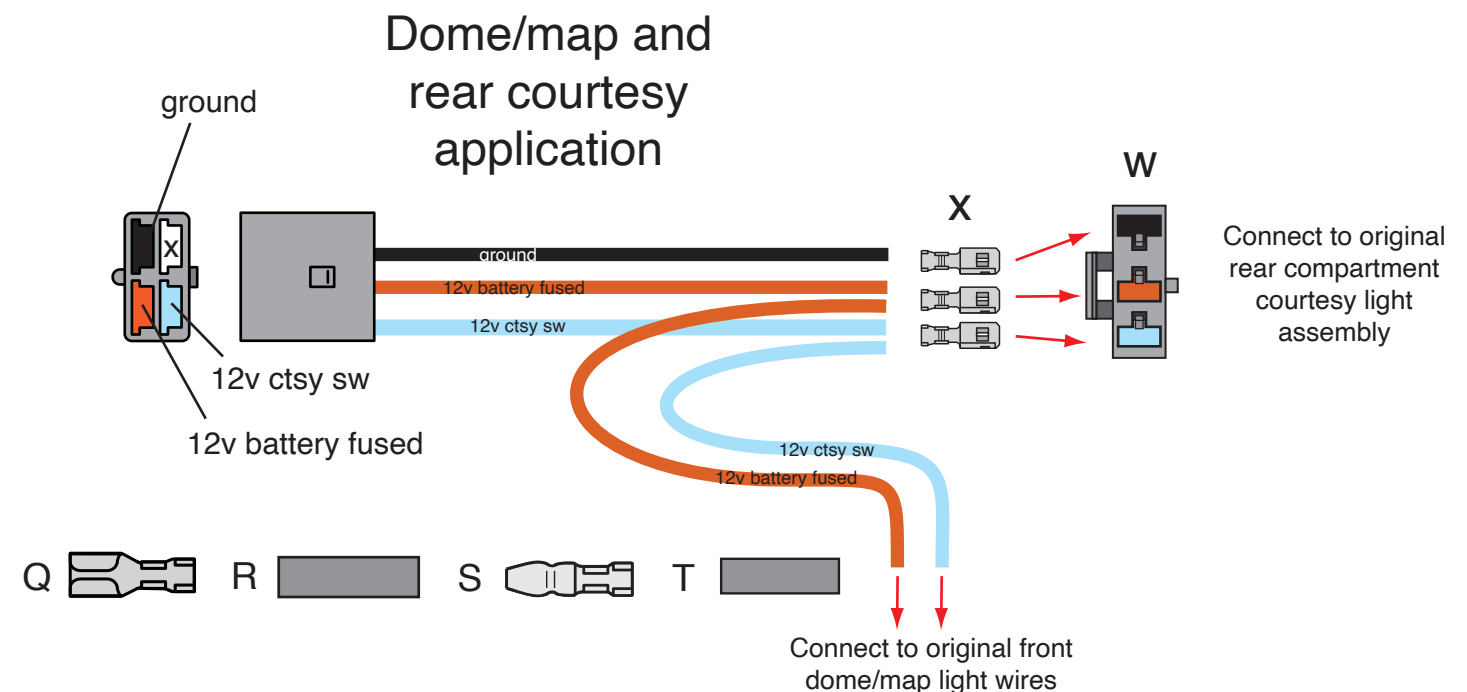 Dome/map and
rear courtesy
application
ground
W
X
X
Connect to original
rear compartment
courtesy light
assembly
ground
12v battery fused
12v ctsy sw
12v ctsy sw
12v battery fused
12v ctsy sw
12v battery fused
Q
R
S
T
Connect to original front
dome/map light wires